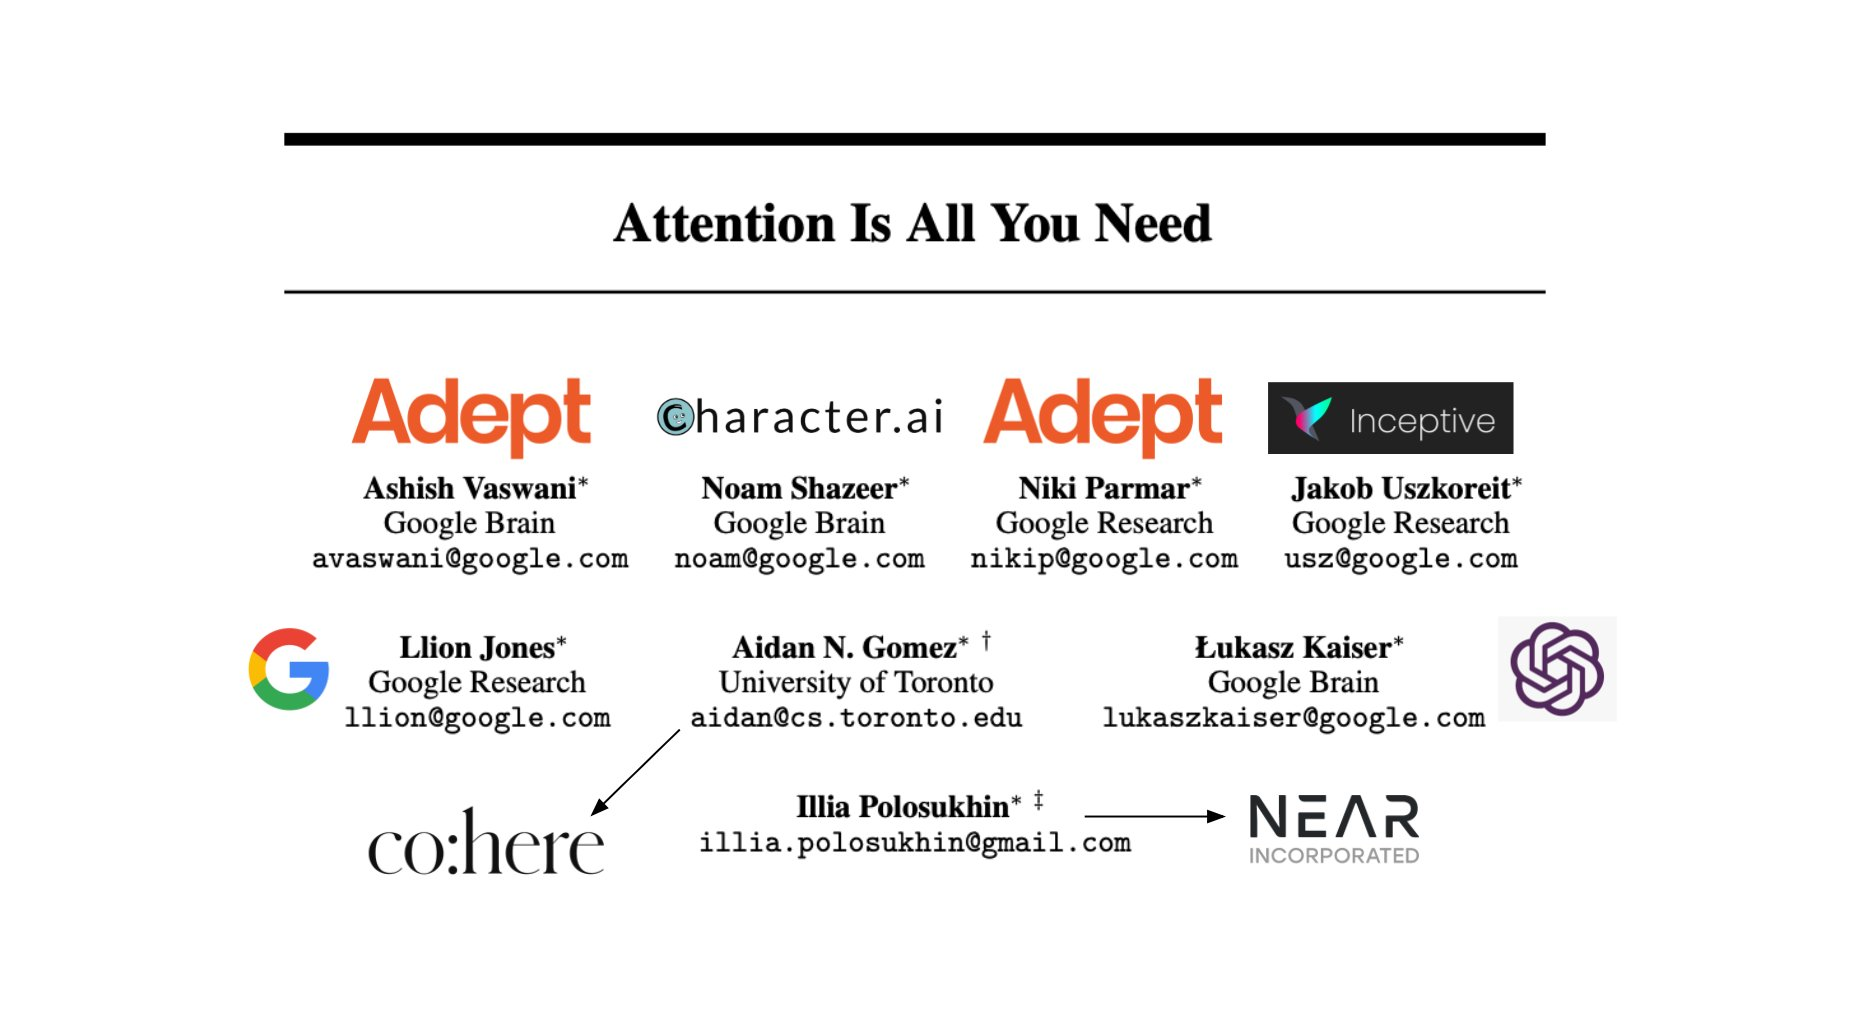 Attention Is All You Need
Adept
character.ai
Adept
Inceptive
Ashish Vaswani*
Google Brain
avaswani@google.com
Noam Shazeer*
Google Brain
noam@google.com
Niki Parmar*
Google Research
nikip@google.com
Jakob Uszkoreit*
Google Research
usz@google.com
G
Llion Jones*
Google Research
llion@google.com
Aidan N. Gomez* †
University of Toronto
aidan@cs.toronto.edu
Łukasz Kaiser*
Google Brain
lukaszkaiser@google.com
co:here
Illia Polosukhin* ‡
illia.polosukhin@gmail.com
NEAR
INCORPORATED